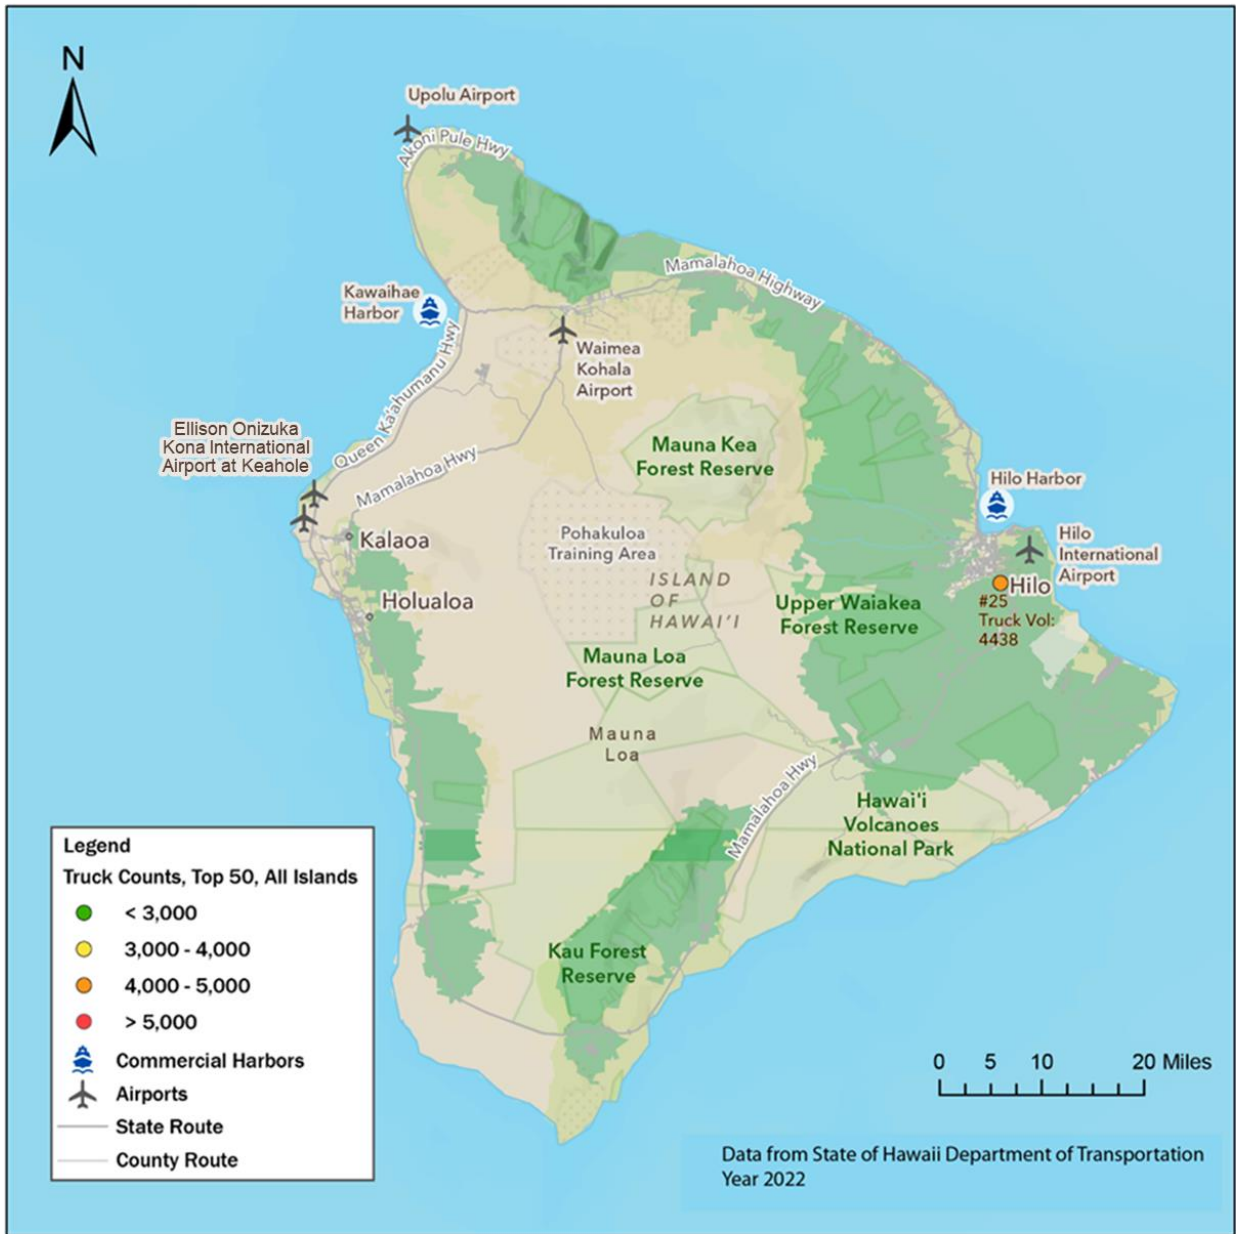 N
Upolu Airport
Akoni Pule Hwy
Mamalahoa Highway
Kawaihae
Harbor
Waimea
Kohala
Airport
Queen Ka'ahumanu Hwy
Ellison Onizuka
Kona International
Airport at Keahole
Mamalahoa Hwy
Mauna Kea
Forest Reserve
Hilo Harbor
Kalaoa
Pohakuloa
Training Area
Hilo
International
Airport
ISLAND
OF
HAWAI'I
Hilo
#25
Truck Vol:
4438
Holualoa
Upper Waiakea
Forest Reserve
Mauna Loa
Forest Reserve
Mauna
Loa
Mamalahoa Hwy
Hawai'i
Volcanoes
National Park
Kau Forest
Reserve
Legend
Truck Counts, Top 50, All Islands
< 3,000
3,000 - 4,000
4,000 - 5,000
> 5,000
Commercial Harbors
Airports
State Route
County Route
0 5 10 20 Miles
Data from State of Hawaii Department of Transportation
Year 2022